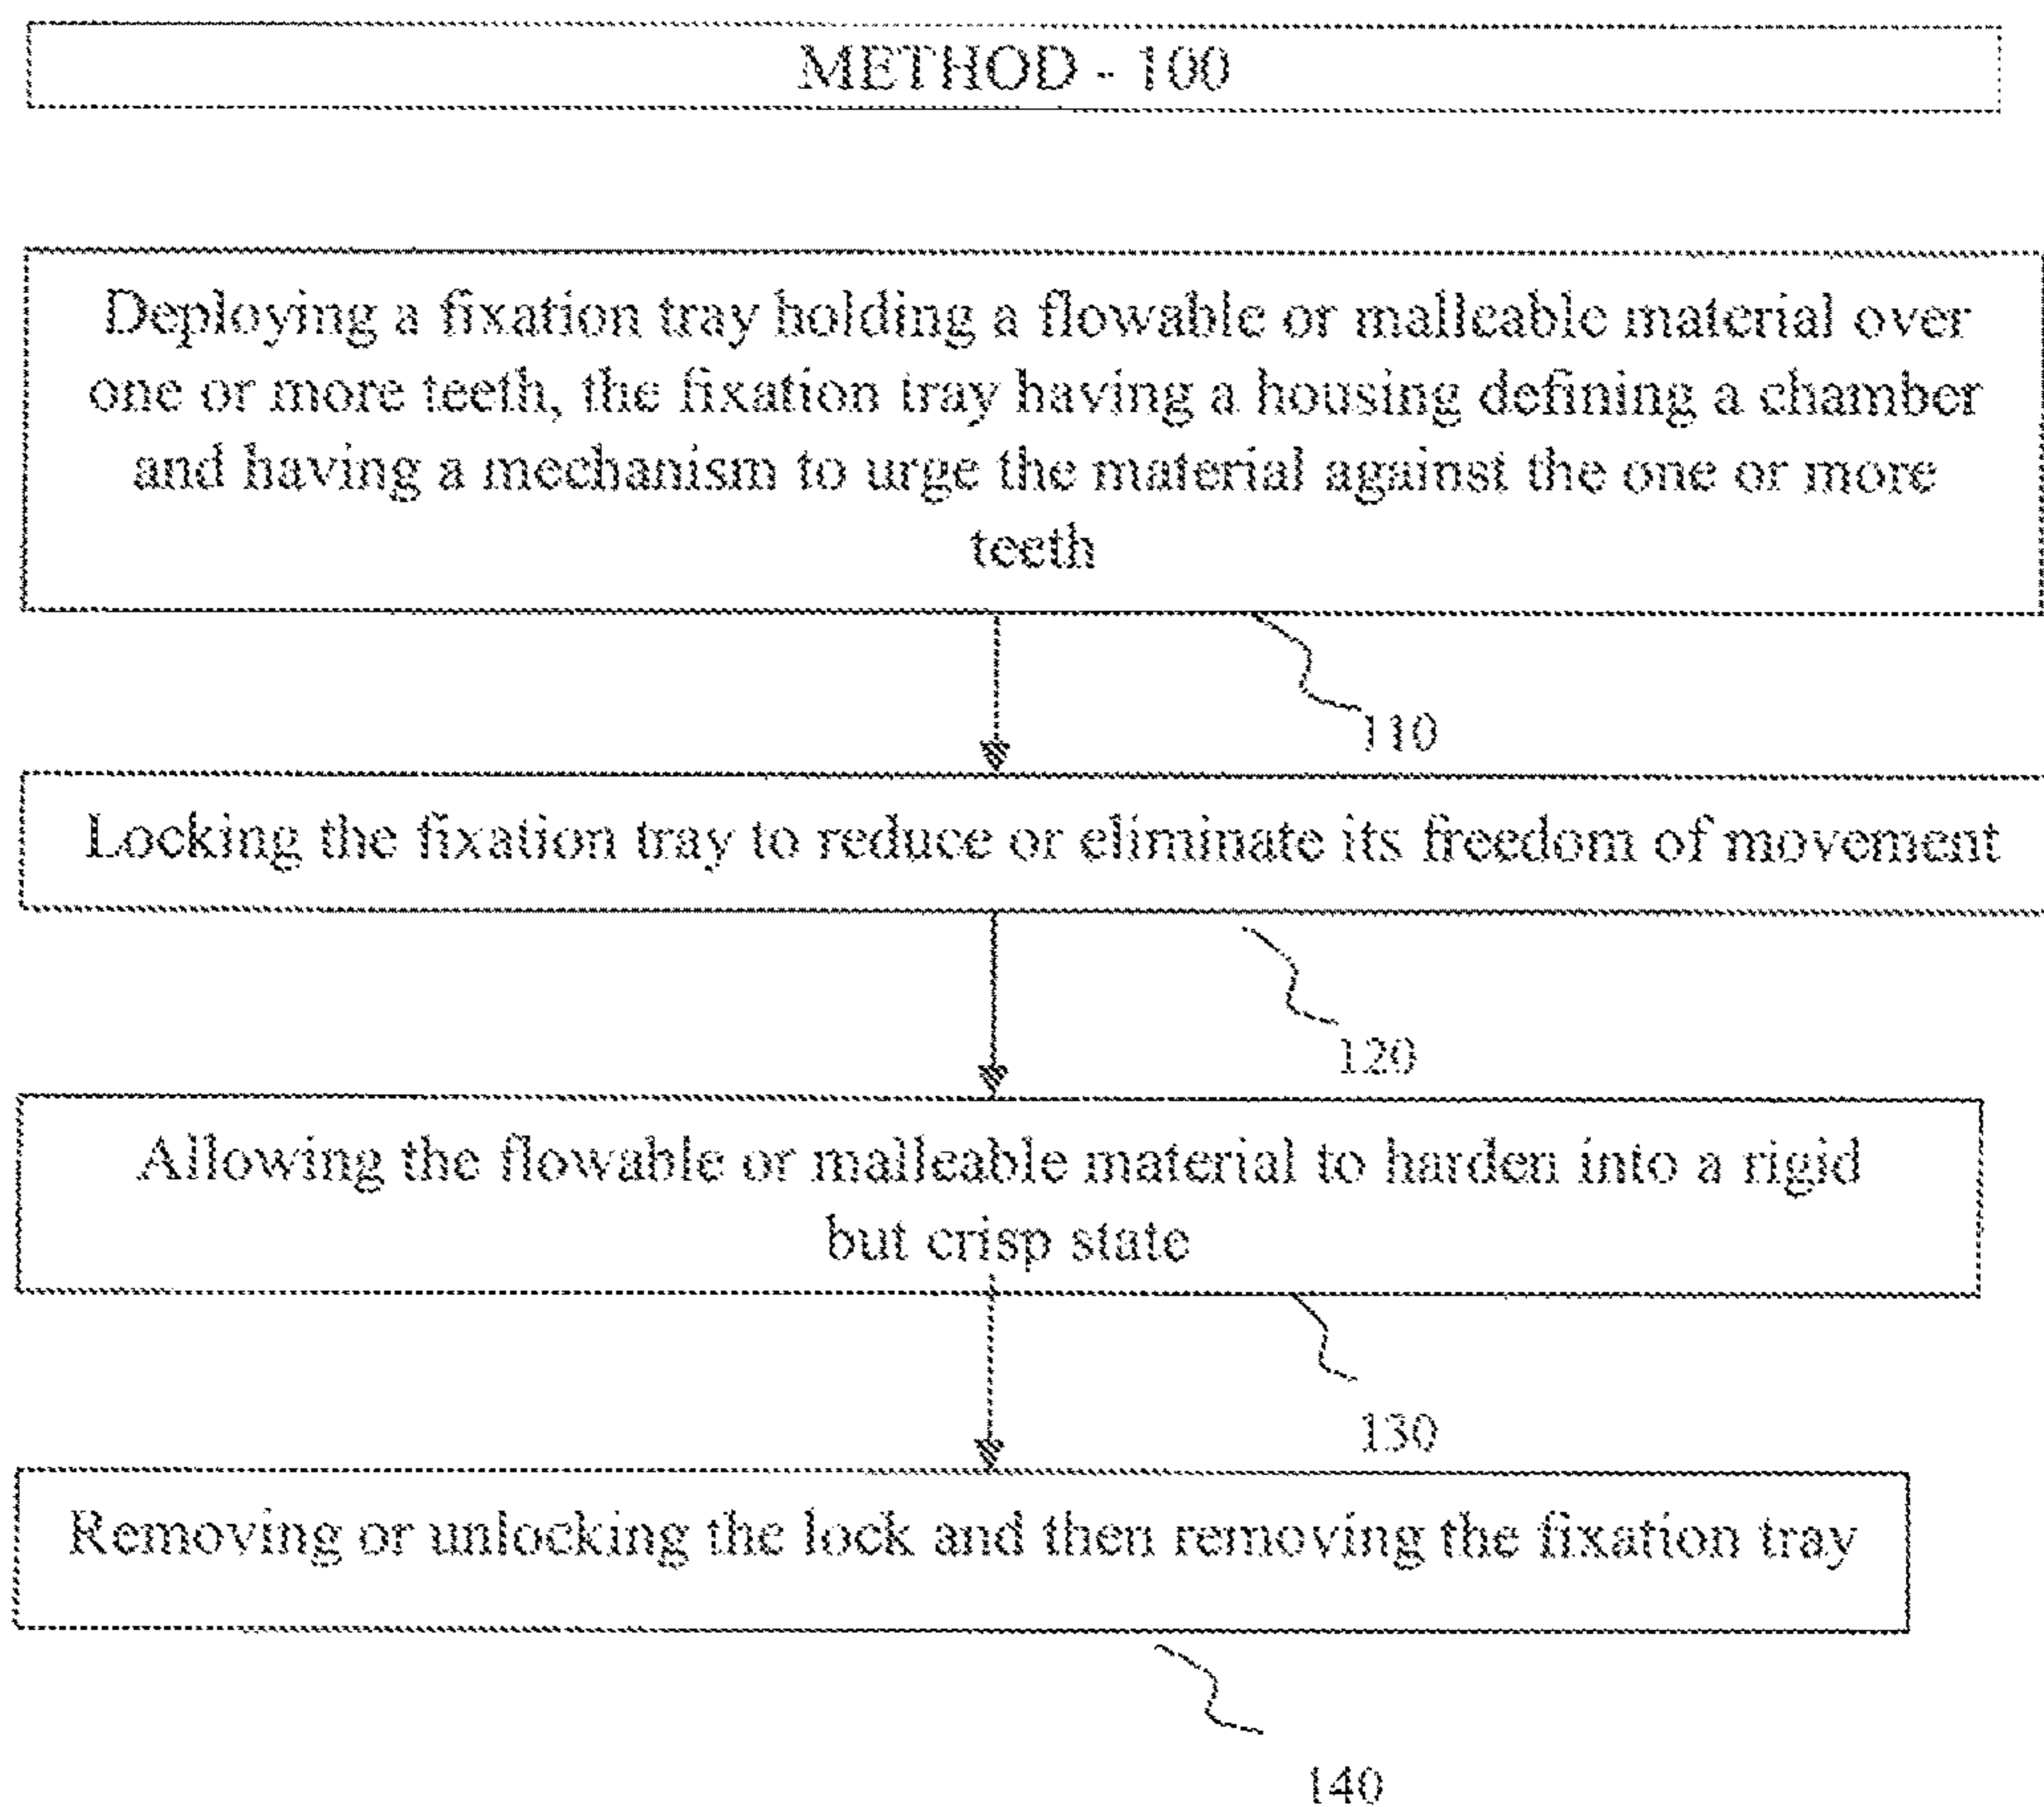 METHOD - 100
Deploying a fixation tray holding a flowable or malleable material over
one or more teeth, the fixation tray having a housing defining a chamber
and having a mechanism to urge the material against the one or more
teeth
110
Locking the fixation tray to reduce or eliminate its freedom of movement
120
Allowing the flowable or malleable material to harden into a rigid
but crisp state
130
Removing or unlocking the lock and then removing the fixation tray
140